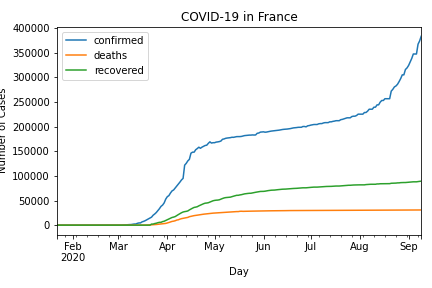 COVID-19 in France
400000
350000
300000
250000
200000
150000
100000
50000
0
Number of Cases
confirmed
deaths
recovered
Feb
2020
Mar
Apr
May
Jun
Jul
Aug
Sep
Day